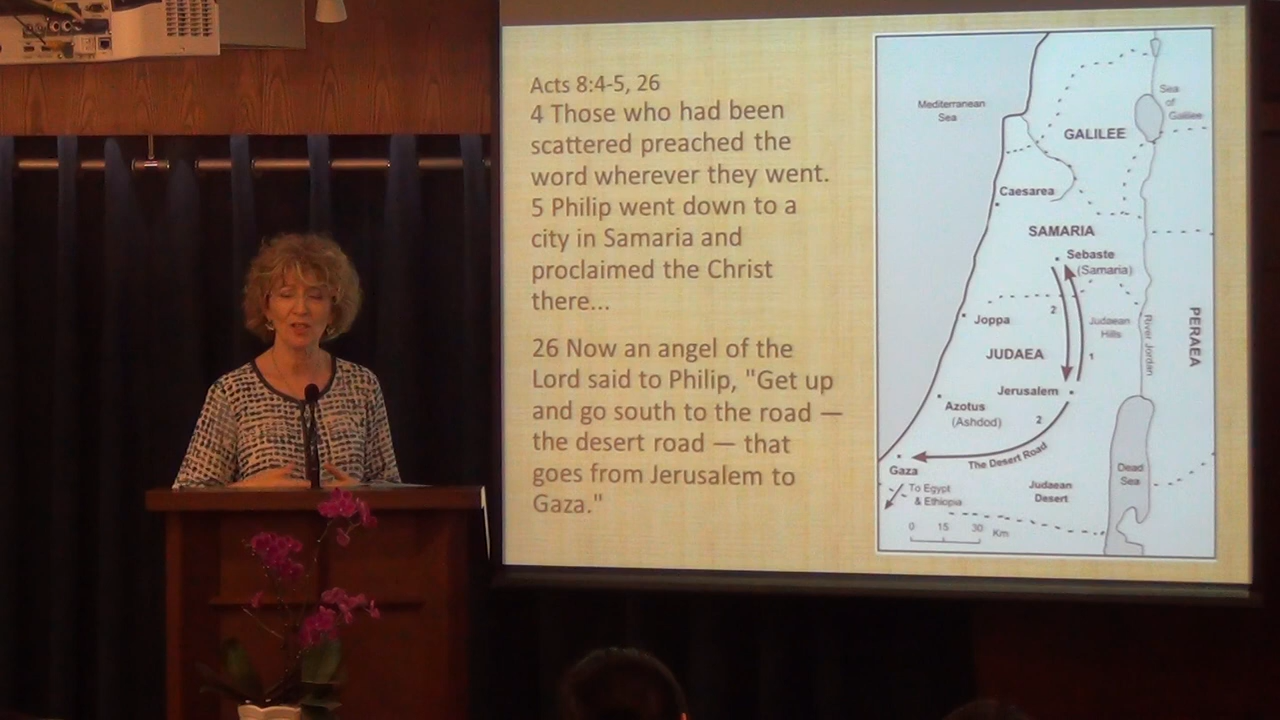 Acts 8:4-5, 26
4 Those who had been
scattered preached the
word wherever they went.
5 Philip went down to a
city in Samaria and
proclaimed the Christ
there...
26 Now an angel of the
Lord said to Philip, "Get up
and go south to the road —
the desert road — that
goes from Jerusalem to
Gaza."
Mediterranean
Sea
Sea
of
Galilee
GALILEE
Caesarea
SAMARIA
Sebaste
(Samaria)
2
Joppa
Judaean
Hills
River Jordan
PERAEA
JUDAEA
1
Jerusalem
Azotus
(Ashdod)
2
The Desert Road
Gaza
Dead
Sea
To Egypt
& Ethiopia
Judaean
Desert
0 15 30 Km